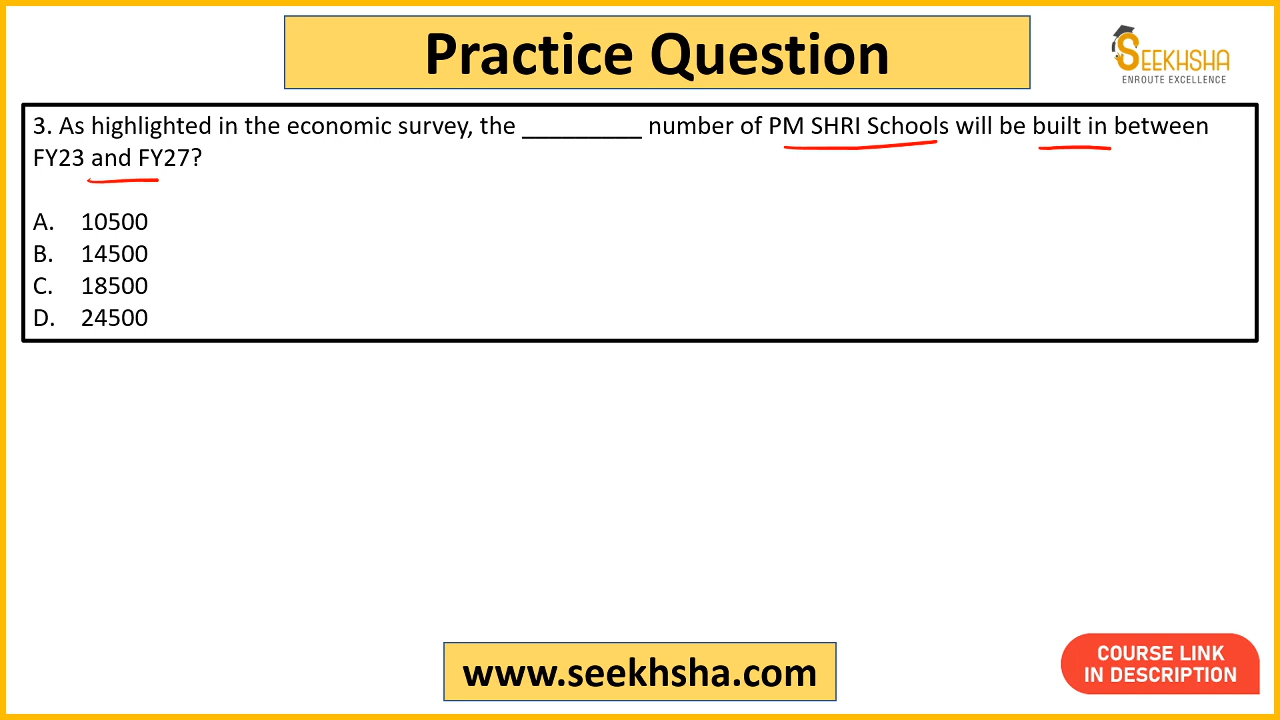 Practice Question
SEEKHSHA
ENROUTE EXCELLENCE
3. As highlighted in the economic survey, the _________ number of PM SHRI Schools will be built in between
FY23 and FY27?
A. 10500
B. 14500
C. 18500
D. 24500
www.seekhsha.com
COURSE LINK
IN DESCRIPTION